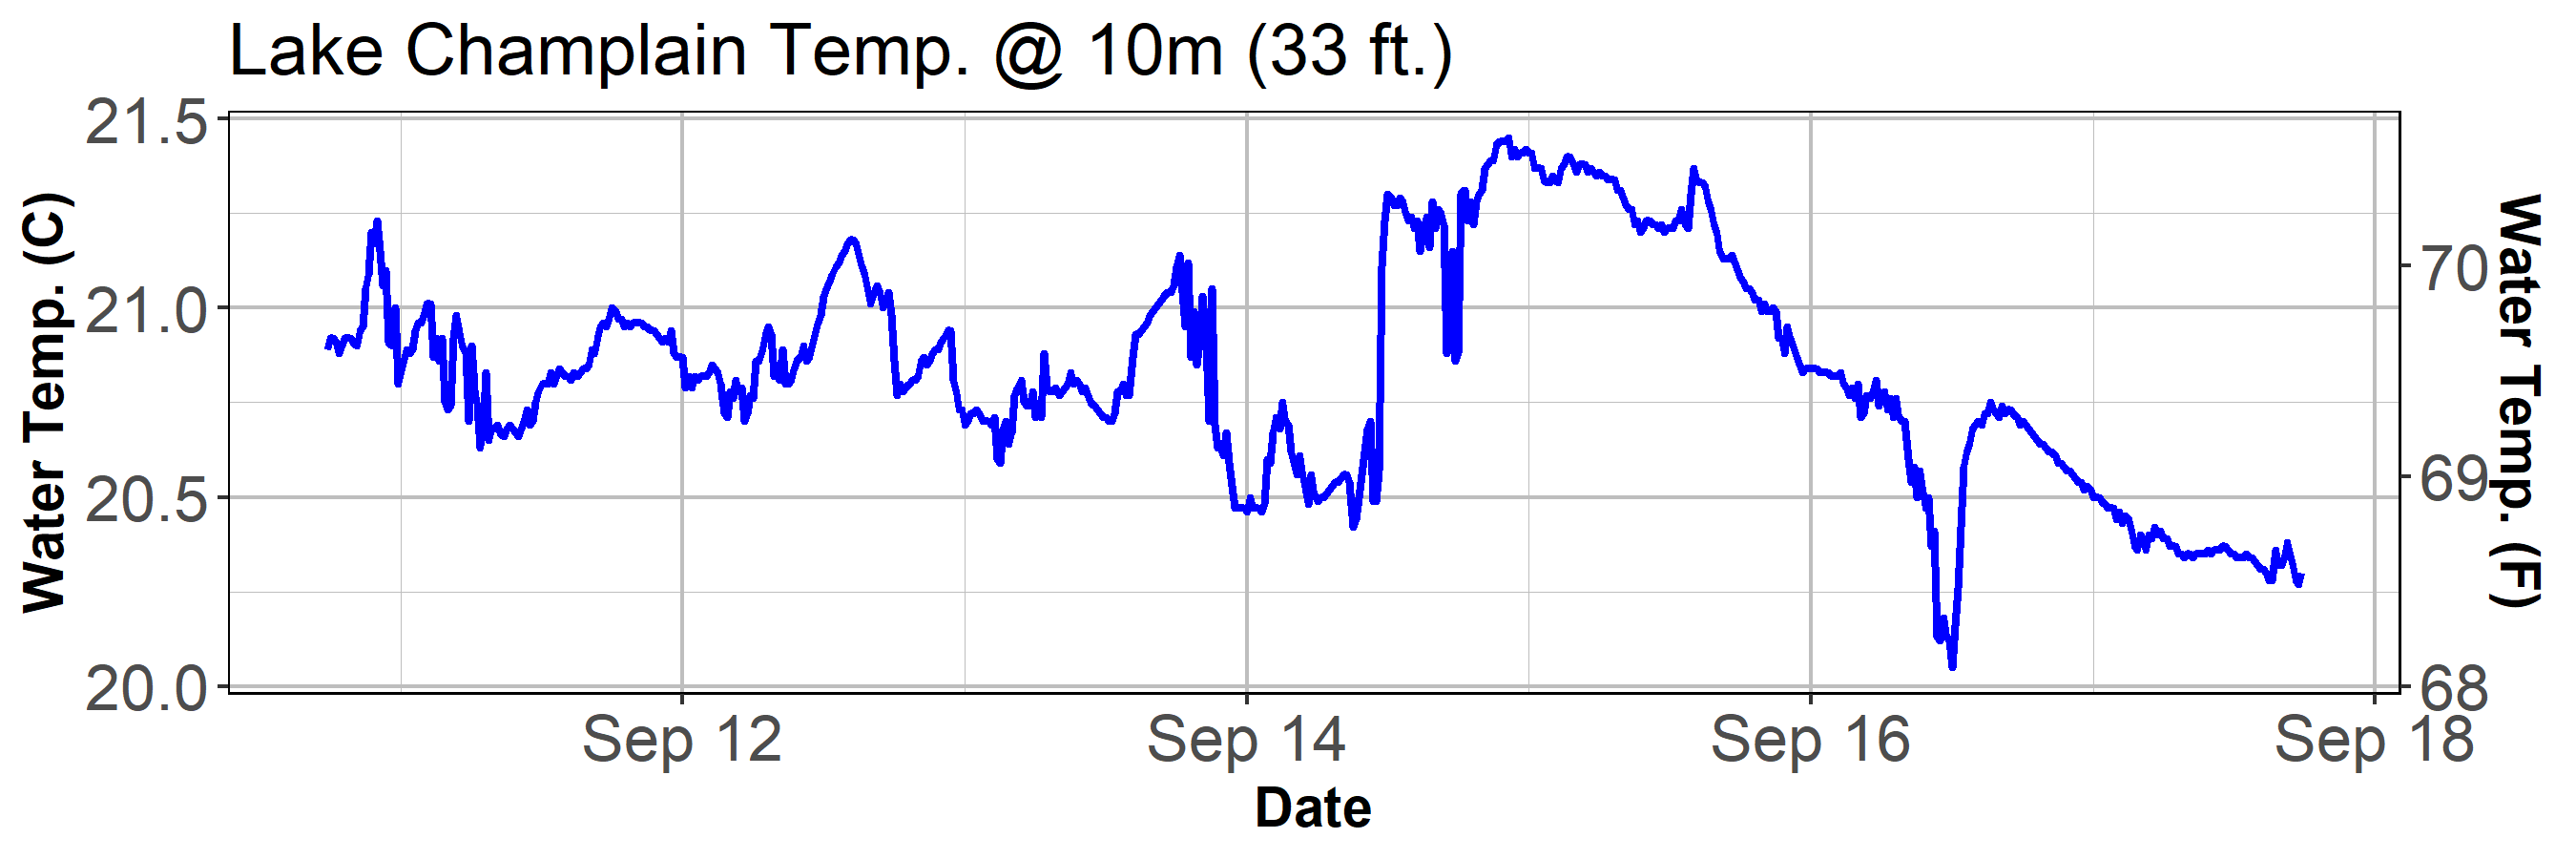 Lake Champlain Temp. @ 10m (33 ft.)
21.5
21.0
20.5
20.0
Water Temp. (C)
70
69
68
Water Temp. (F)
Sep 12
Sep 14
Sep 16
Sep 18
Date